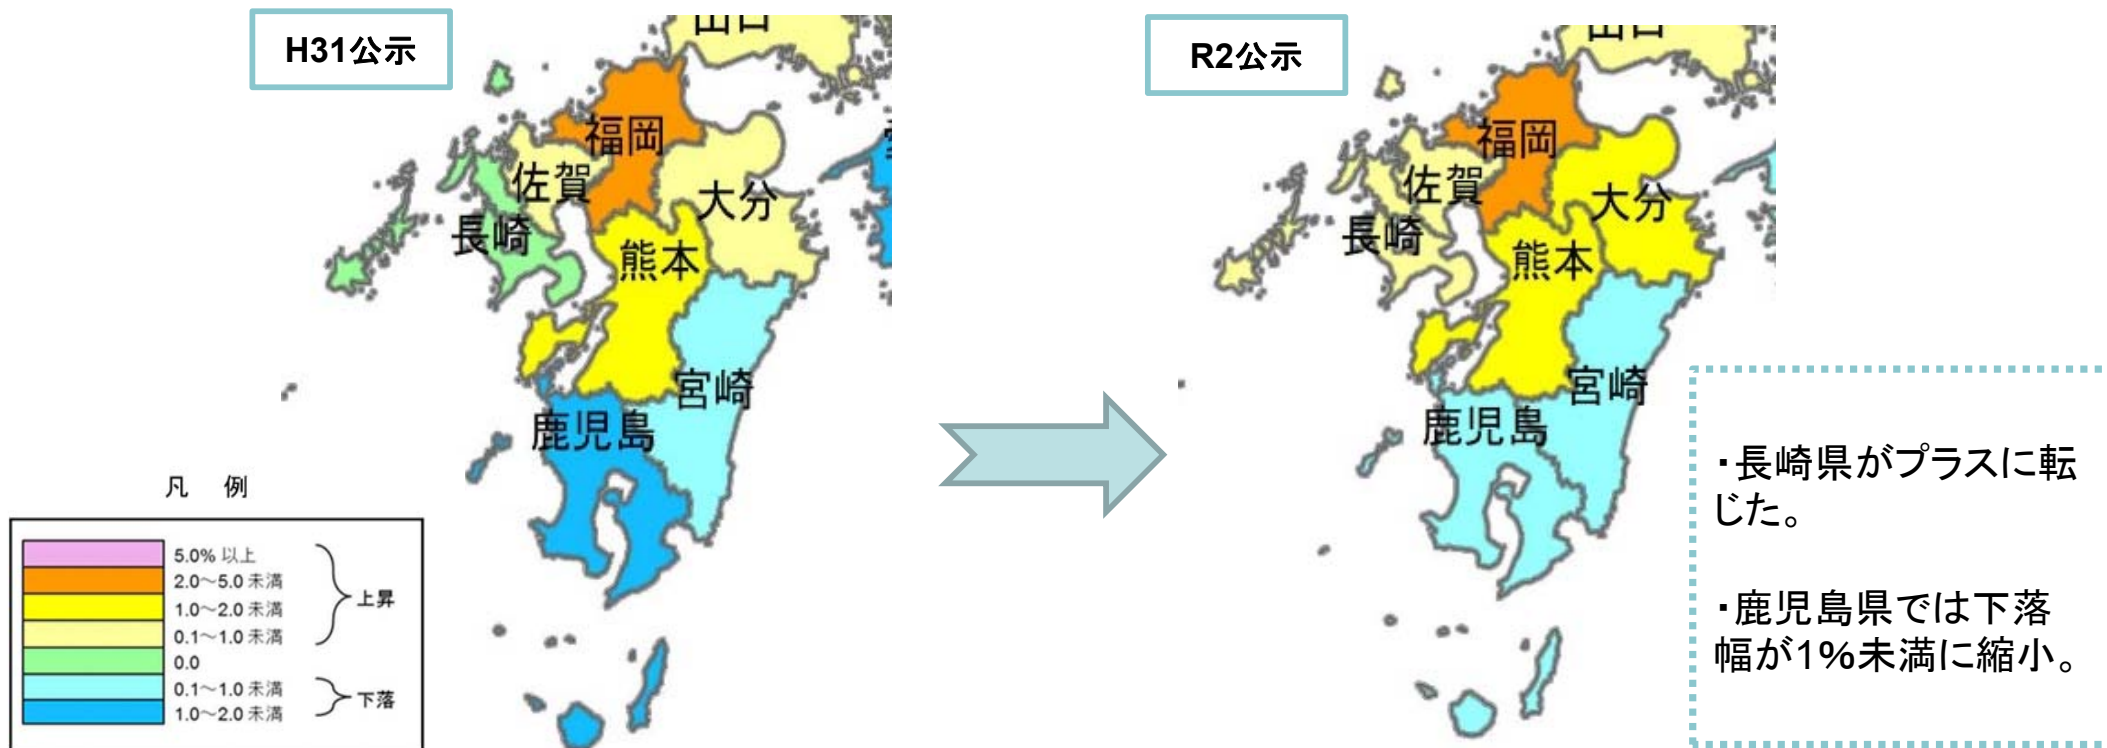 H31公示
山口
福岡
佐賀
大分
長崎
熊本
宮崎
鹿児島
凡 例
5.0% 以上
2.0～5.0 未満
1.0～2.0 未満
0.1～1.0 未満
上昇
0.0
0.1～1.0 未満
1.0～2.0 未満
下落
R2公示
山口
福岡
佐賀
大分
長崎
熊本
宮崎
鹿児島
・長崎県がプラスに転
じた。
・鹿児島県では下落
幅が1%未満に縮小。